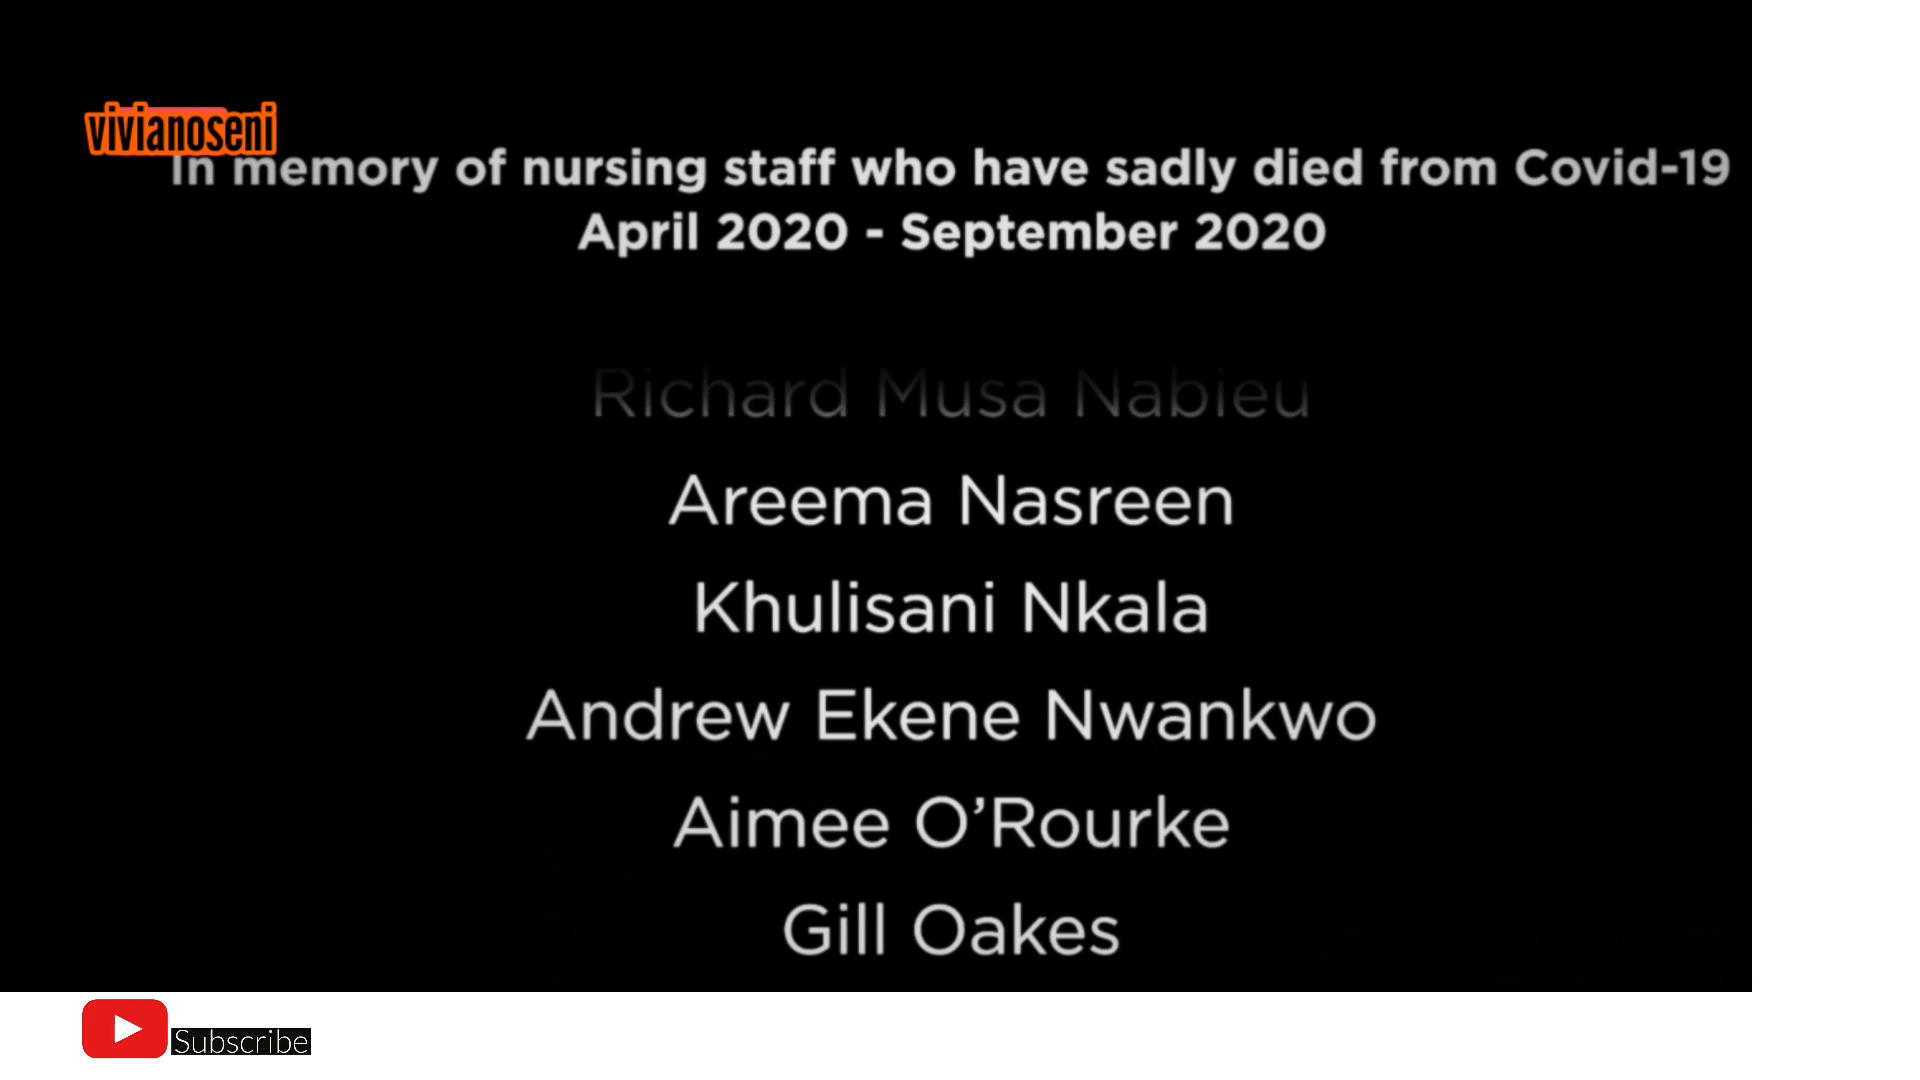 vivianoseni
In memory of nursing staff who have sadly died from Covid-19
April 2020 - September 2020
Richard Musa Nabieu
Areema Nasreen
Khulisani Nkala
Andrew Ekene Nwankwo
Aimee O’Rourke
Gill Oakes
Subscribe